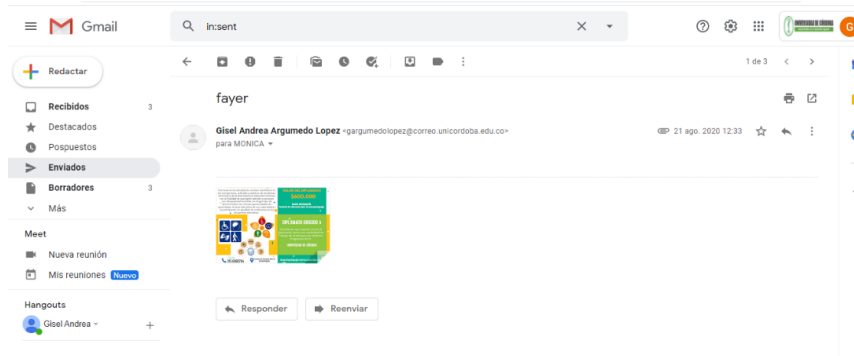 Gmail
in:sent
Redactar
1 de 3
Recibidos 3
Destacados
Pospuestos
Enviados
Borradores 3
Más
Meet
Nueva reunión
Mis reuniones Nuevo
Hangouts
Gisel Andrea
fayer
Gisel Andrea Argumedo Lopez <gargumedolopez@correo.unicordoba.edu.co>
21 ago. 2020 12:33
para MONICA
Responder
Reenviar
G